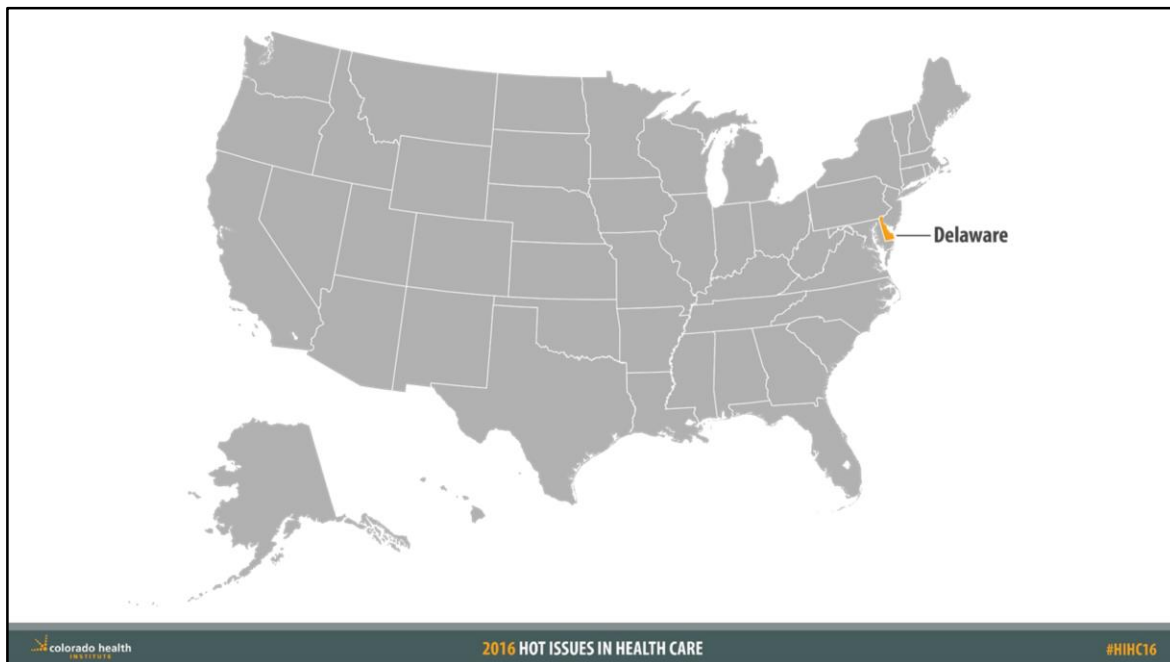 Delaware
colorado health
INSTITUTE
2016 HOT ISSUES IN HEALTH CARE
#HIHC16